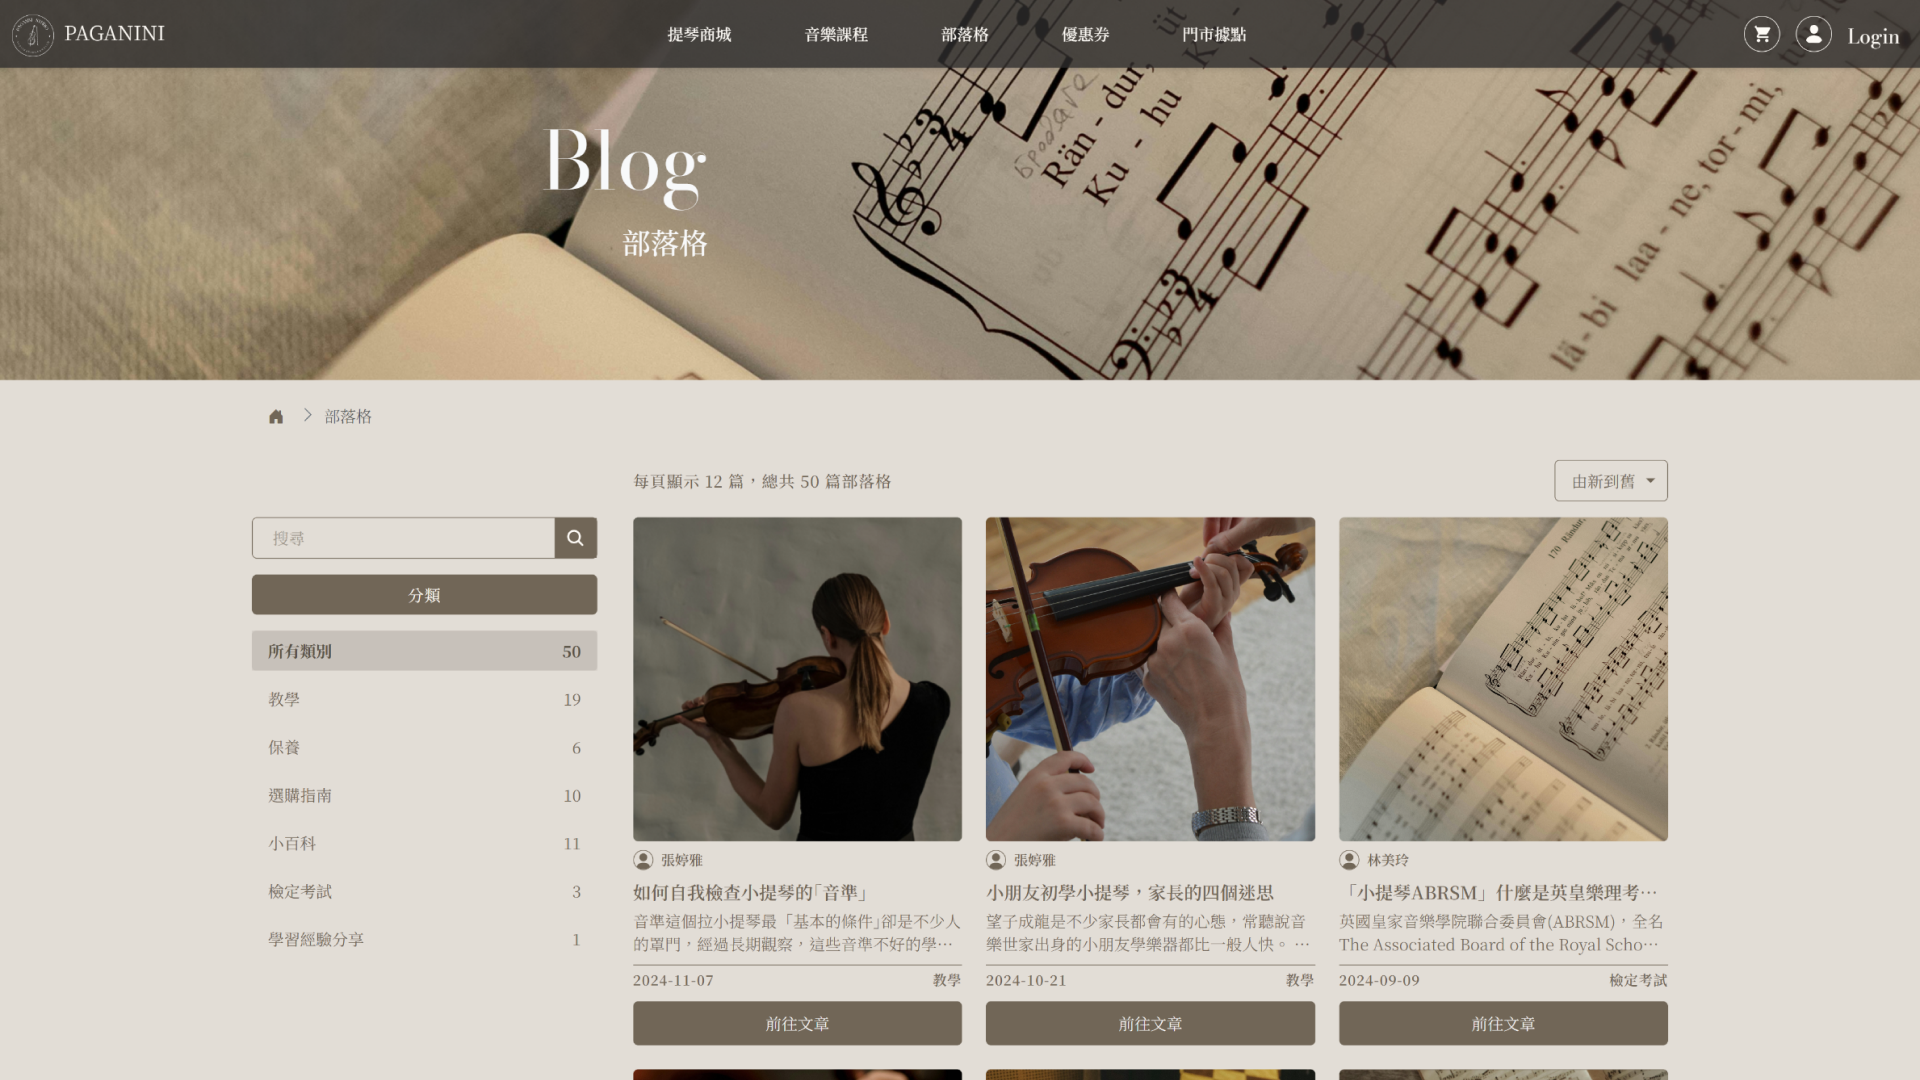 PAGANINI
提琴商城
音樂課程
部落格
優惠券
門市據點
Login
Rän - dur,
Ku - hu
laa - ne, tor - mi,
lä - bi
Blog
部落格
部落格
每頁顯示 12 篇，總共 50 篇部落格
由新到舊
搜尋
分類
所有類別 50
教學 19
保養 6
選購指南 10
小百科 11
檢定考試 3
學習經驗分享 1
張婷雅
如何自我檢查小提琴的｢音準」
音準這個拉小提琴最「基本的條件｣卻是不少人
的罩門，經過長期觀察，這些音準不好的學…
2024-11-07 教學
前往文章
張婷雅
小朋友初學小提琴，家長的四個迷思
望子成龍是不少家長都會有的心態，常聽說音
樂世家出身的小朋友學樂器都比一般人快。 …
2024-10-21 教學
前往文章
林美玲
「小提琴ABRSM」什麼是英皇樂理考…
英國皇家音樂學院聯合委員會(ABRSM)，全名
The Associated Board of the Royal Scho…
2024-09-09 檢定考試
前往文章